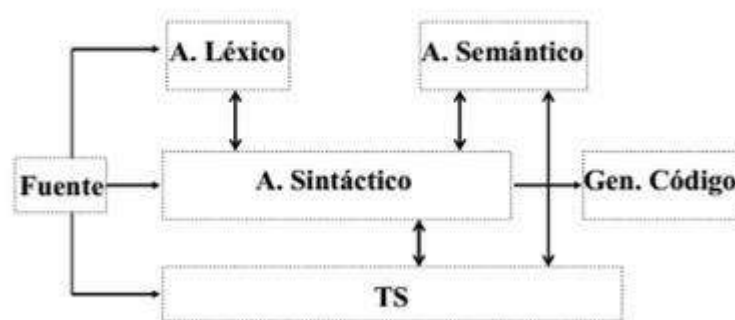 A. Léxico
A. Semántico
Fuente
A. Sintáctico
Gen. Código
TS